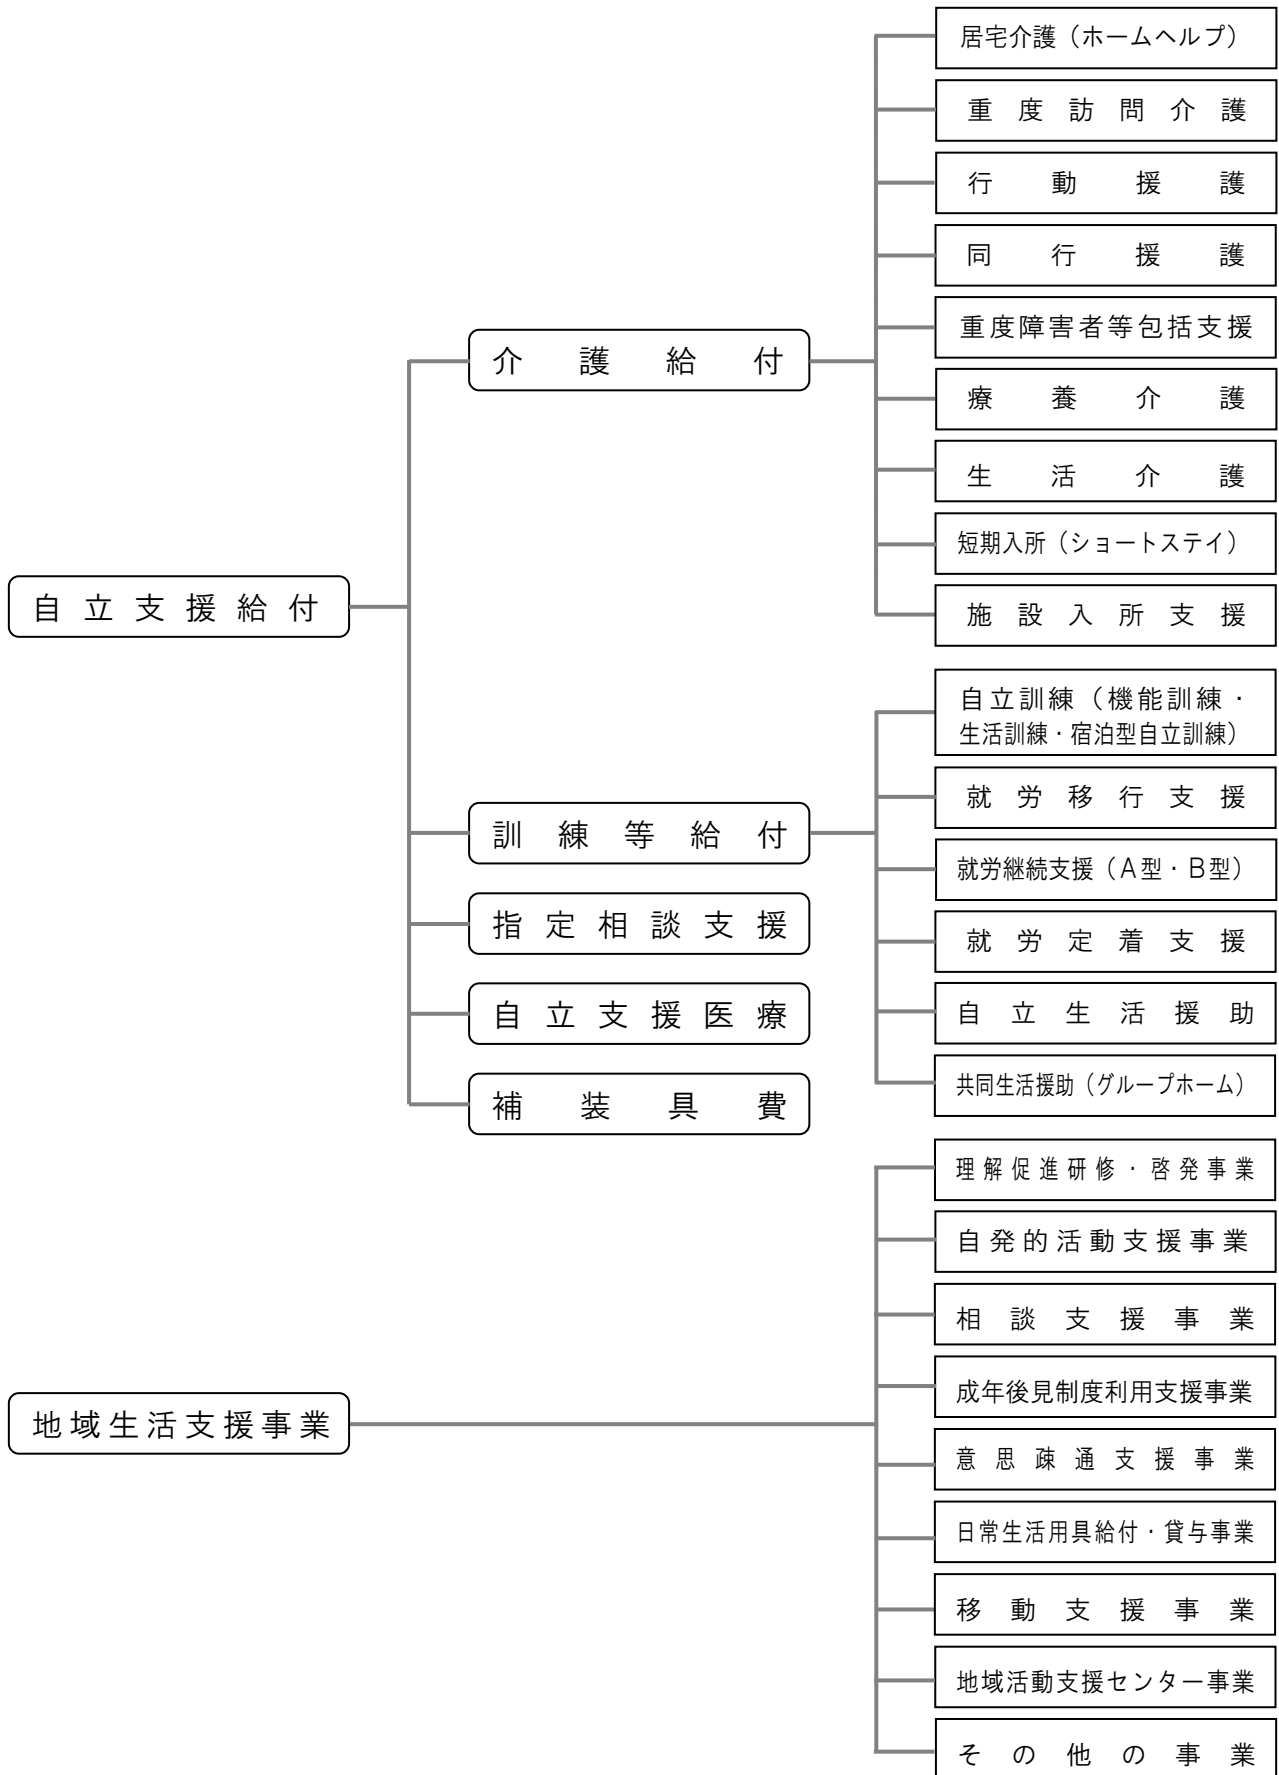 自立支援給付
介護給付
居宅介護（ホームヘルプ）
重度訪問介護
行動援護
同行援護
重度障害者等包括支援
療養介護
生活介護
短期入所（ショートステイ）
施設入所支援
訓練等給付
自立訓練（機能訓練・
生活訓練・宿泊型自立訓練）
就労移行支援
就労継続支援（Ａ型・Ｂ型）
就労定着支援
自立生活援助
共同生活援助（グループホーム）
指定相談支援
自立支援医療
補装具費
地域生活支援事業
理解促進研修・啓発事業
自発的活動支援事業
相談支援事業
成年後見制度利用支援事業
意思疎通支援事業
日常生活用具給付・貸与事業
移動支援事業
地域活動支援センター事業
その他の事業